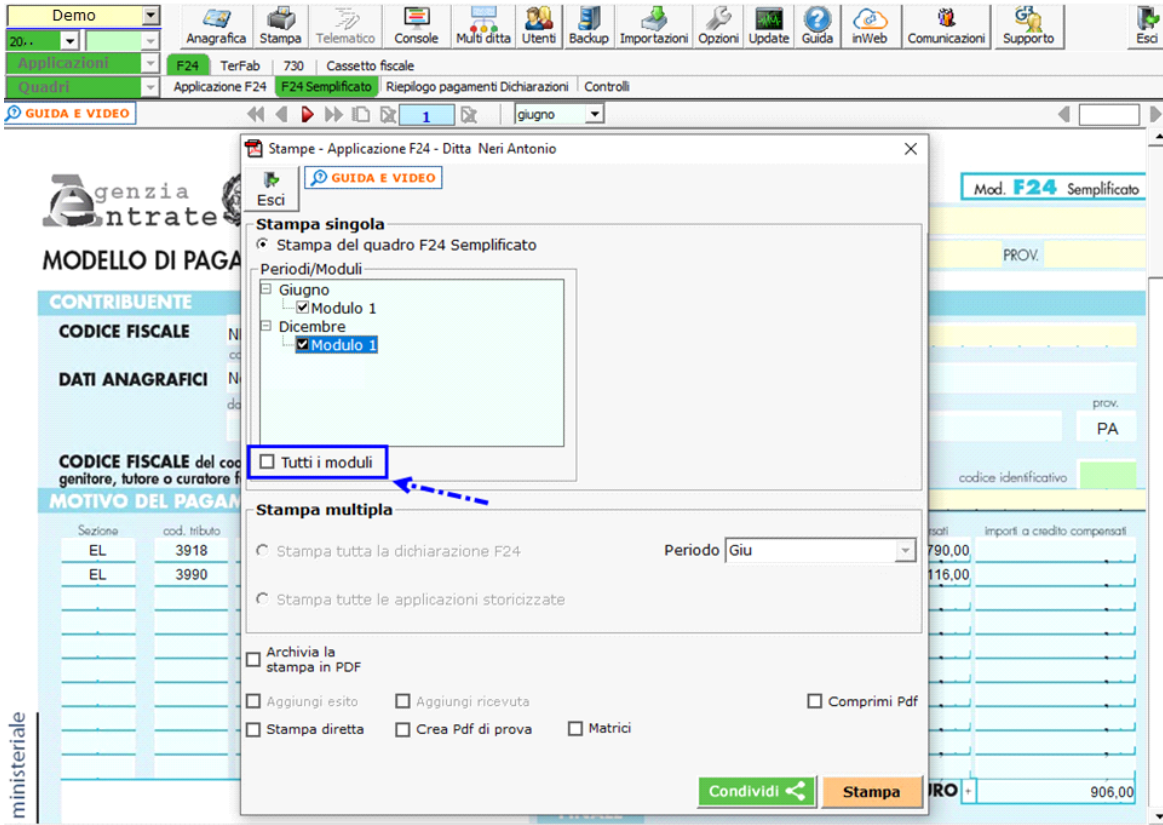 Demo
20..
Anagrafica Stampa Telematico Console Multi ditta Utenti Backup Importazioni Opzioni Update Guida inWeb Comunicazioni Supporto Esci
Applicazioni F24 TerFab 730 Cassetto fiscale
Quadri Applicazione F24 F24 Semplificato Riepilogo pagamenti Dichiarazioni Controlli
GUIDA E VIDEO 1 giugno
Stampe - Applicazione F24 - Ditta Neri Antonio
GUIDA E VIDEO
Esci
genzia
ntrate
Mod. F24 Semplificato
Stampa singola
Stampa del quadro F24 Semplificato
MODELLO DI PAGA
PROV.
Periodi/Moduli
Giugno
Modulo 1
Dicembre
Modulo 1
CONTRIBUENTE
CODICE FISCALE
DATI ANAGRAFICI
prov.
PA
Tutti i moduli
CODICE FISCALE del
genitore, tutore o curatore
codice identificativo
MOTIVO DEL PAGAM
Stampa multipla
Sezione cod. tributo
importi a credito compensati
EL 3918
790,00
EL 3990
116,00
Stampa tutta la dichiarazione F24
Periodo Giu
Stampa tutte le applicazioni storicizzate
Archivia la
stampa in PDF
Aggiungi esito Aggiungi ricevuta Comprimi Pdf
Stampa diretta Crea Pdf di prova Matrici
ministeriale
Condividi Stampa
URO + 906,00